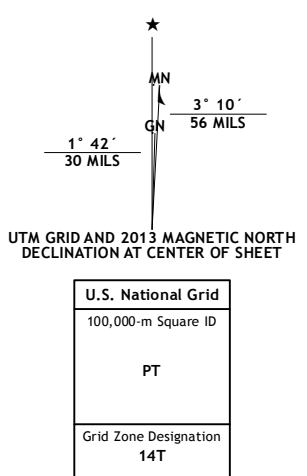 ★
MN
3° 10´
56 MILS
GN
1° 42´
30 MILS
UTM GRID AND 2013 MAGNETIC NORTH
DECLINATION AT CENTER OF SHEET
U.S. National Grid
100,000-m Square ID
PT
Grid Zone Designation
14T